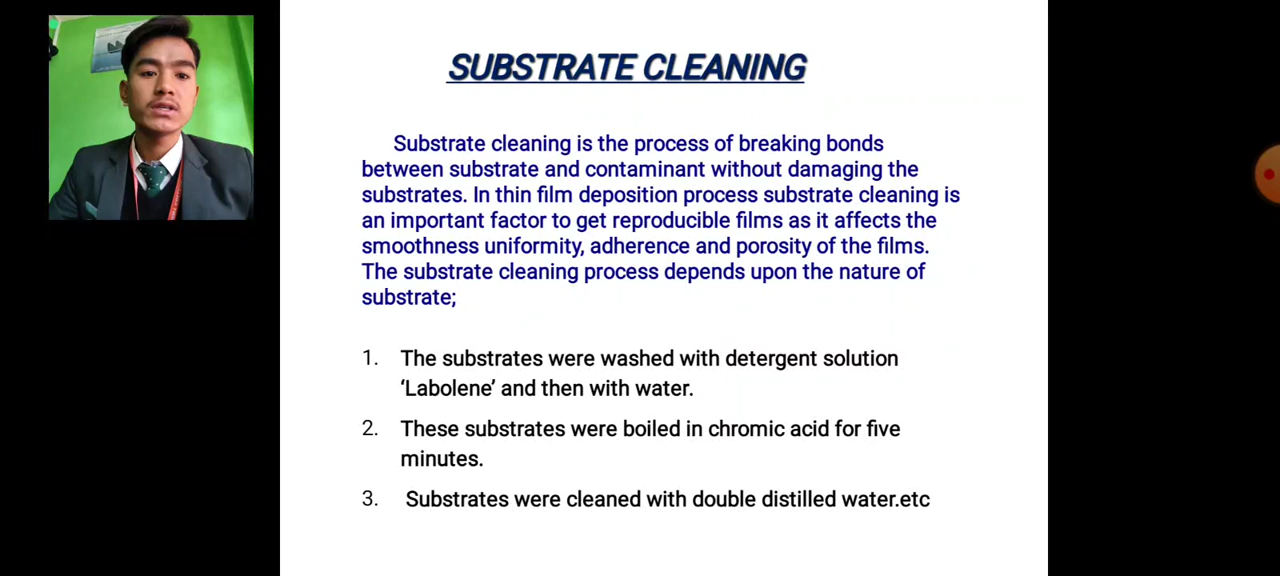 SUBSTRATE CLEANING
Substrate cleaning is the process of breaking bonds
between substrate and contaminant without damaging the
substrates. In thin film deposition process substrate cleaning is
an important factor to get reproducible films as it affects the
smoothness uniformity, adherence and porosity of the films.
The substrate cleaning process depends upon the nature of
substrate;
1. The substrates were washed with detergent solution
‘Labolene’ and then with water.
2. These substrates were boiled in chromic acid for five
minutes.
3. Substrates were cleaned with double distilled water.etc